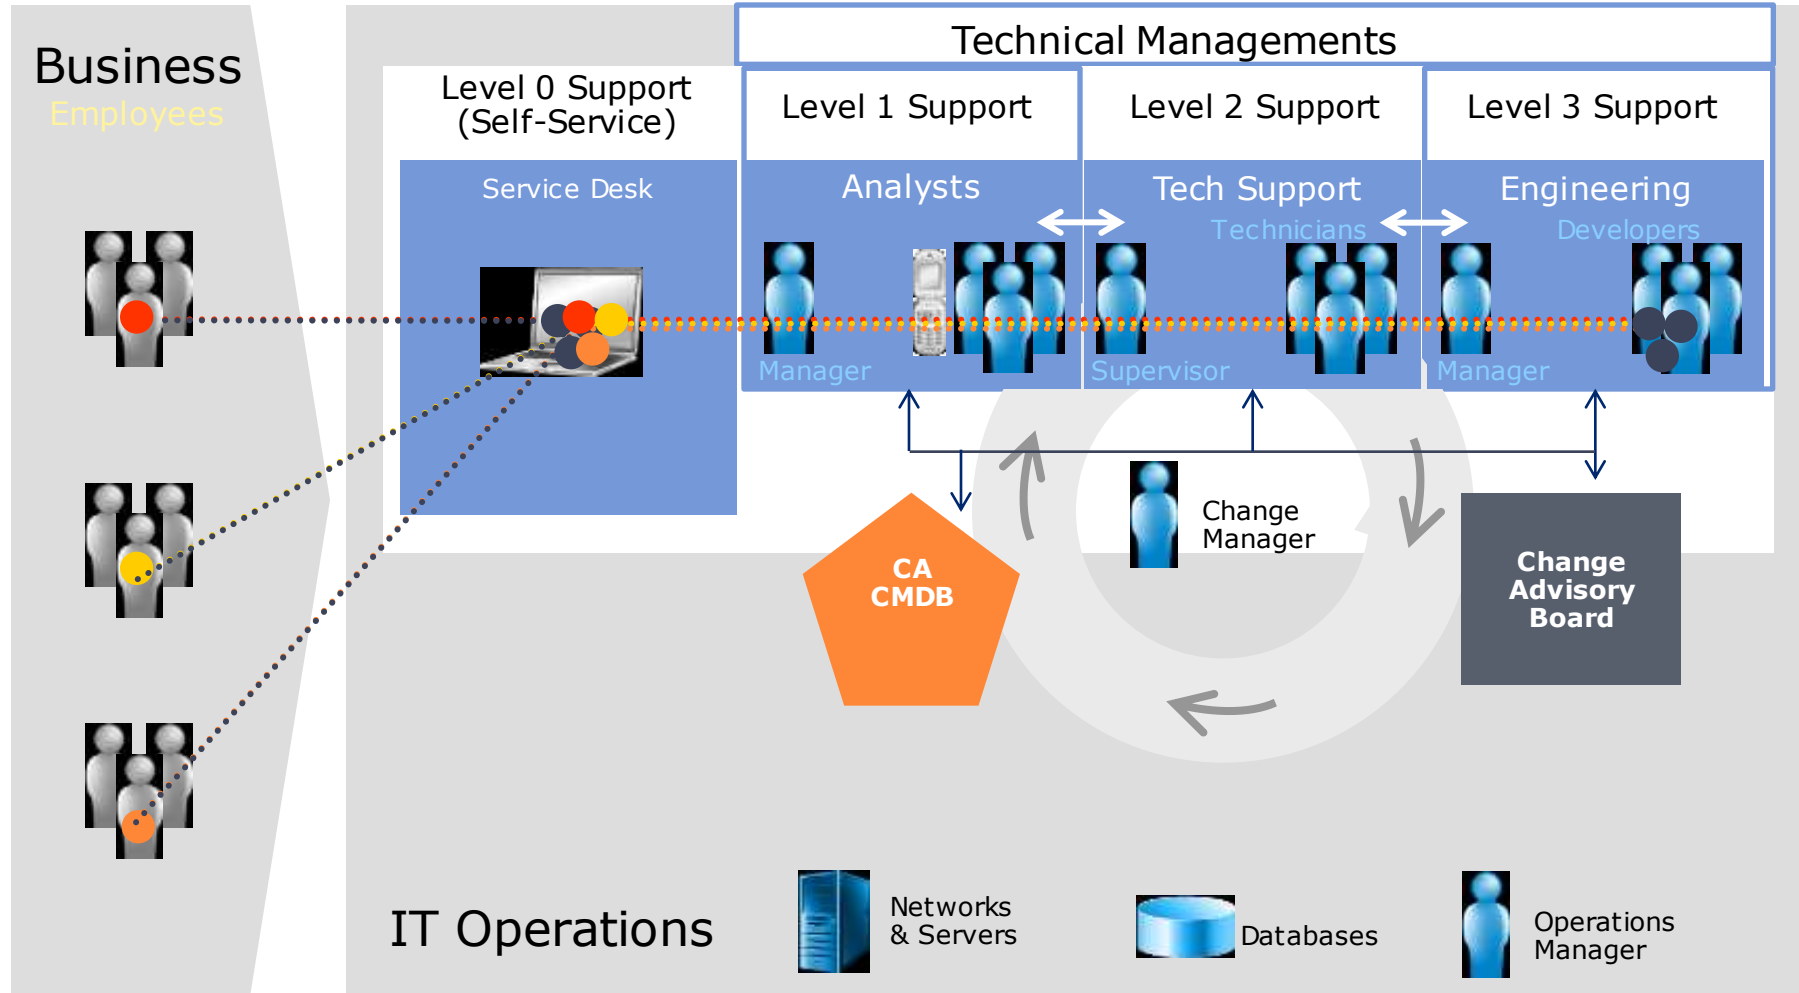 Business
Employees
Technical Managements
Level 0 Support
(Self-Service)
Level 1 Support
Level 2 Support
Level 3 Support
Service Desk
Analysts
Tech Support
Technicians
Engineering
Developers
Manager
Supervisor
Manager
Change
Manager
CA
CMDB
Change
Advisory
Board
IT Operations
Networks
& Servers
Databases
Operations
Manager